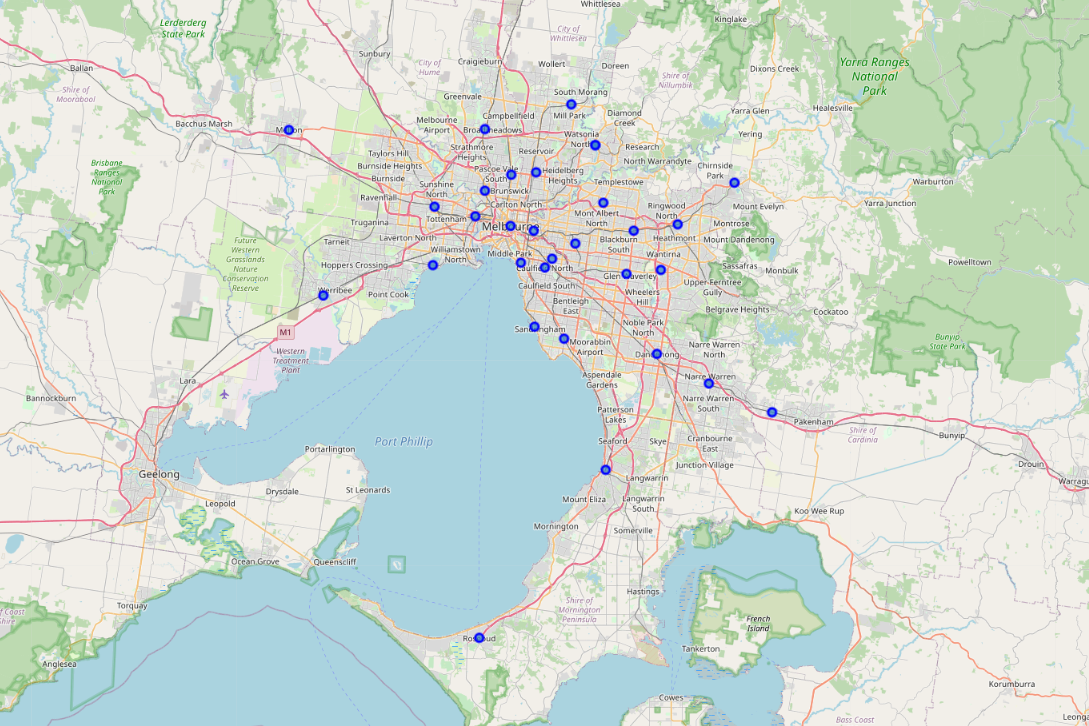 Whittlesea
Kinglake
Lerderderg
State Park
City of
Whittlesea
Sunbury
Craigieburn
Wollert
Doreen
Dixons Creek
Yarra Ranges
National
Park
Ballan
City of
Hume
Shire of
Nillumbik
Shire of
Moorabool
Greenvale
South Morang
Mill Park
Yarra Glen
Healesville
Bacchus Marsh
Melbourne
Airport
Campbellfield
Diamond
Creek
Broadmeadows
Watsonia
North
Yering
Strathmore
Heights
Reservoir
Research
Taylors Hill
Burnside Heights
Burnside
North Warrandyte
Brisbane
Ranges
National
Park
Pascoe Vale
South
Heidelberg
Heights
Chirnside
Park
Sunshine
North
Templestowe
Warburton
Brunswick
Ravenhall
Carlton North
Ringwood
North
Mount Evelyn
Yarra Junction
Tottenham
Mont Albert
North
Truganina
Melbourne
Montrose
Tarneit
Laverton North
Blackburn
South
Heathmont
Mount Dandenong
Future
Western
Grasslands
Nature
Conservation
Reserve
Williamstown
North
Middle Park
Wantirna
Hoppers Crossing
Caulfield North
Sassafras
Monbulk
Powelltown
Glen Waverley
Upper Ferntree
Gully
Werribee
Point Cook
Caulfield South
Wheelers
Hill
Bentleigh
East
Belgrave Heights
Cockatoo
M1
Sandringham
Noble Park
North
Moorabbin
Airport
Narre Warren
North
Bunyip
State Park
Western
Treatment
Plant
Dandenong
Lara
Aspendale
Gardens
Narre Warren
Bannockburn
Narre Warren
South
Patterson
Lakes
Pakenham
Shire of
Cardinia
Bunyip
Port Phillip
Seaford
Skye
Cranbourne
East
Portarlington
Junction Village
Drouin
Geelong
Langwarrin
Warragu
Drysdale
St Leonards
Mount Eliza
Langwarrin
South
Leopold
Koo Wee Rup
Mornington
Somerville
Ocean Grove
Queenscliff
Hastings
Torquay
Shire of
Mornington
Peninsula
French
Island
Rosebud
Tankerton
Anglesea
Korumburra
Cowes
Bass Coast
Leonga